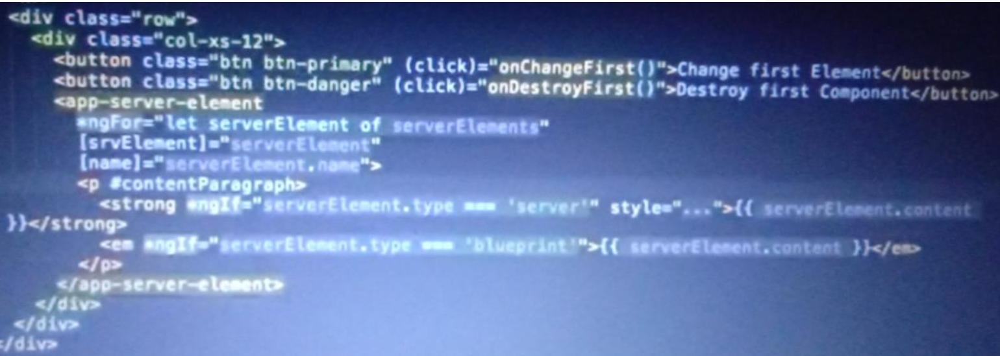 <div class="row">
<div class="col-xs-12">
<button class="btn btn-primary" (click)="onChangeFirst()">Change first Element</button>
<button class="btn btn-danger" (click)="onDestroyFirst()">Destroy first Component</button>
<app-server-element
*ngFor="let serverElement of serverElements"
[srvElement]="serverElement"
[name]="serverElement.name">
<p #contentParagraph>
<strong *ngIf="serverElement.type === 'server'" style="...">{{ serverElement.content
}}</strong>
<em *ngIf="serverElement.type === 'blueprint'">{{ serverElement.content }}</em>
</p>
</app-server-element>
</div>
</div>
</div>